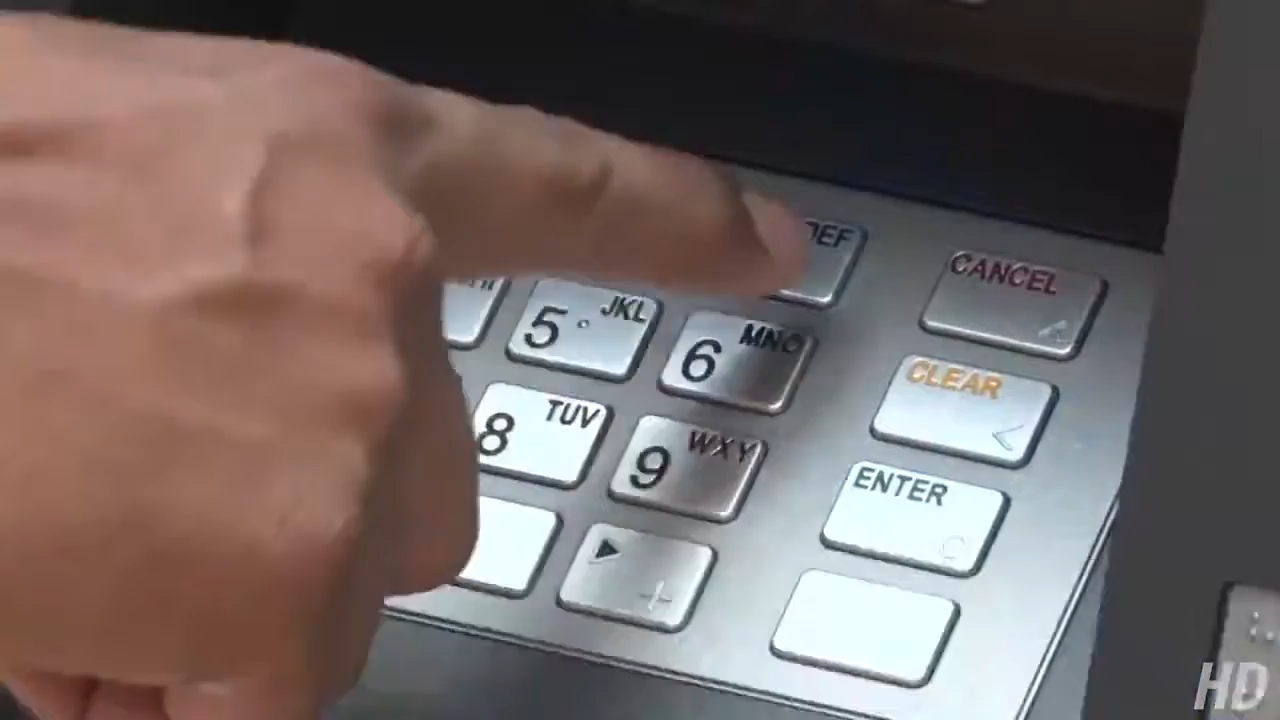 DEF
CANCEL
5 JKL
6 MNO
CLEAR
8 TUV
9 WXY
ENTER
HD